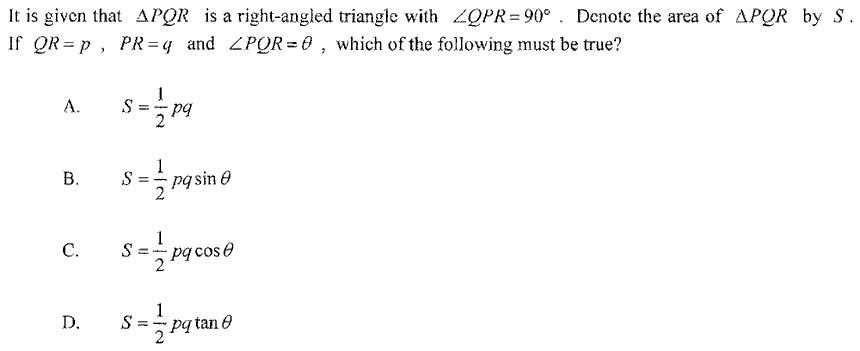 It is given that ΔPQR is a right-angled triangle with ∠QPR = 90° . Denote the area of ΔPQR by S .
If QR = p , PR = q and ∠PQR = θ , which of the following must be true?
A. S = 1/2 pq
B. S = 1/2 pq sin θ
C. S = 1/2 pq cos θ
D. S = 1/2 pq tan θ